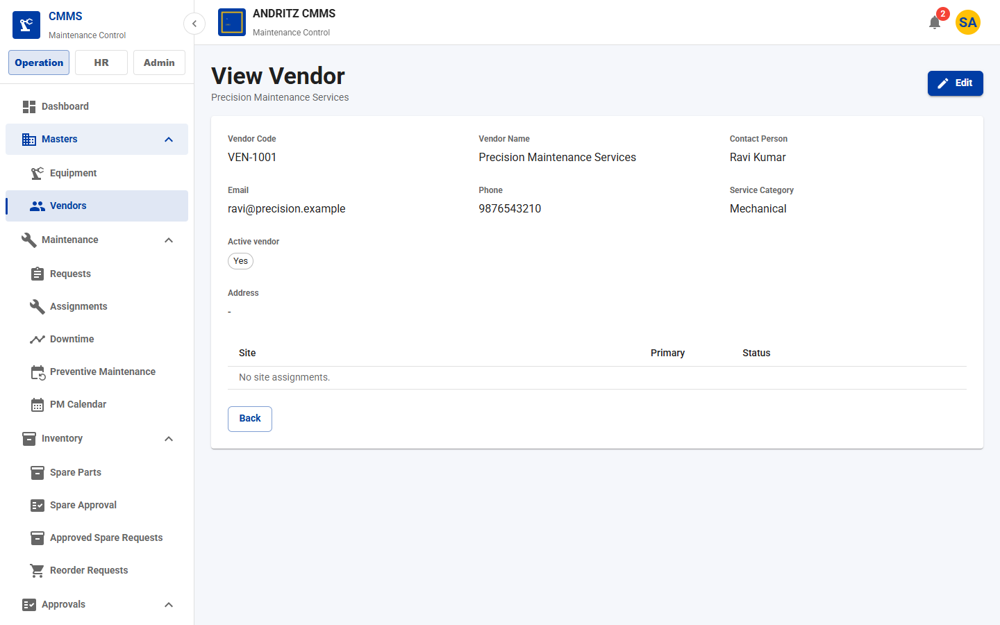 CMMS
Maintenance Control
Operation
HR
Admin
Dashboard
Masters
Equipment
Vendors
Maintenance
Requests
Assignments
Downtime
Preventive Maintenance
PM Calendar
Inventory
Spare Parts
Spare Approval
Approved Spare Requests
Reorder Requests
Approvals
ANDRITZ CMMS
Maintenance Control
2
SA
View Vendor
Precision Maintenance Services
Edit
Vendor Code
VEN-1001
Vendor Name
Precision Maintenance Services
Contact Person
Ravi Kumar
Email
ravi@precision.example
Phone
9876543210
Service Category
Mechanical
Active vendor
Yes
Address
-
Site Primary Status
No site assignments.
Back